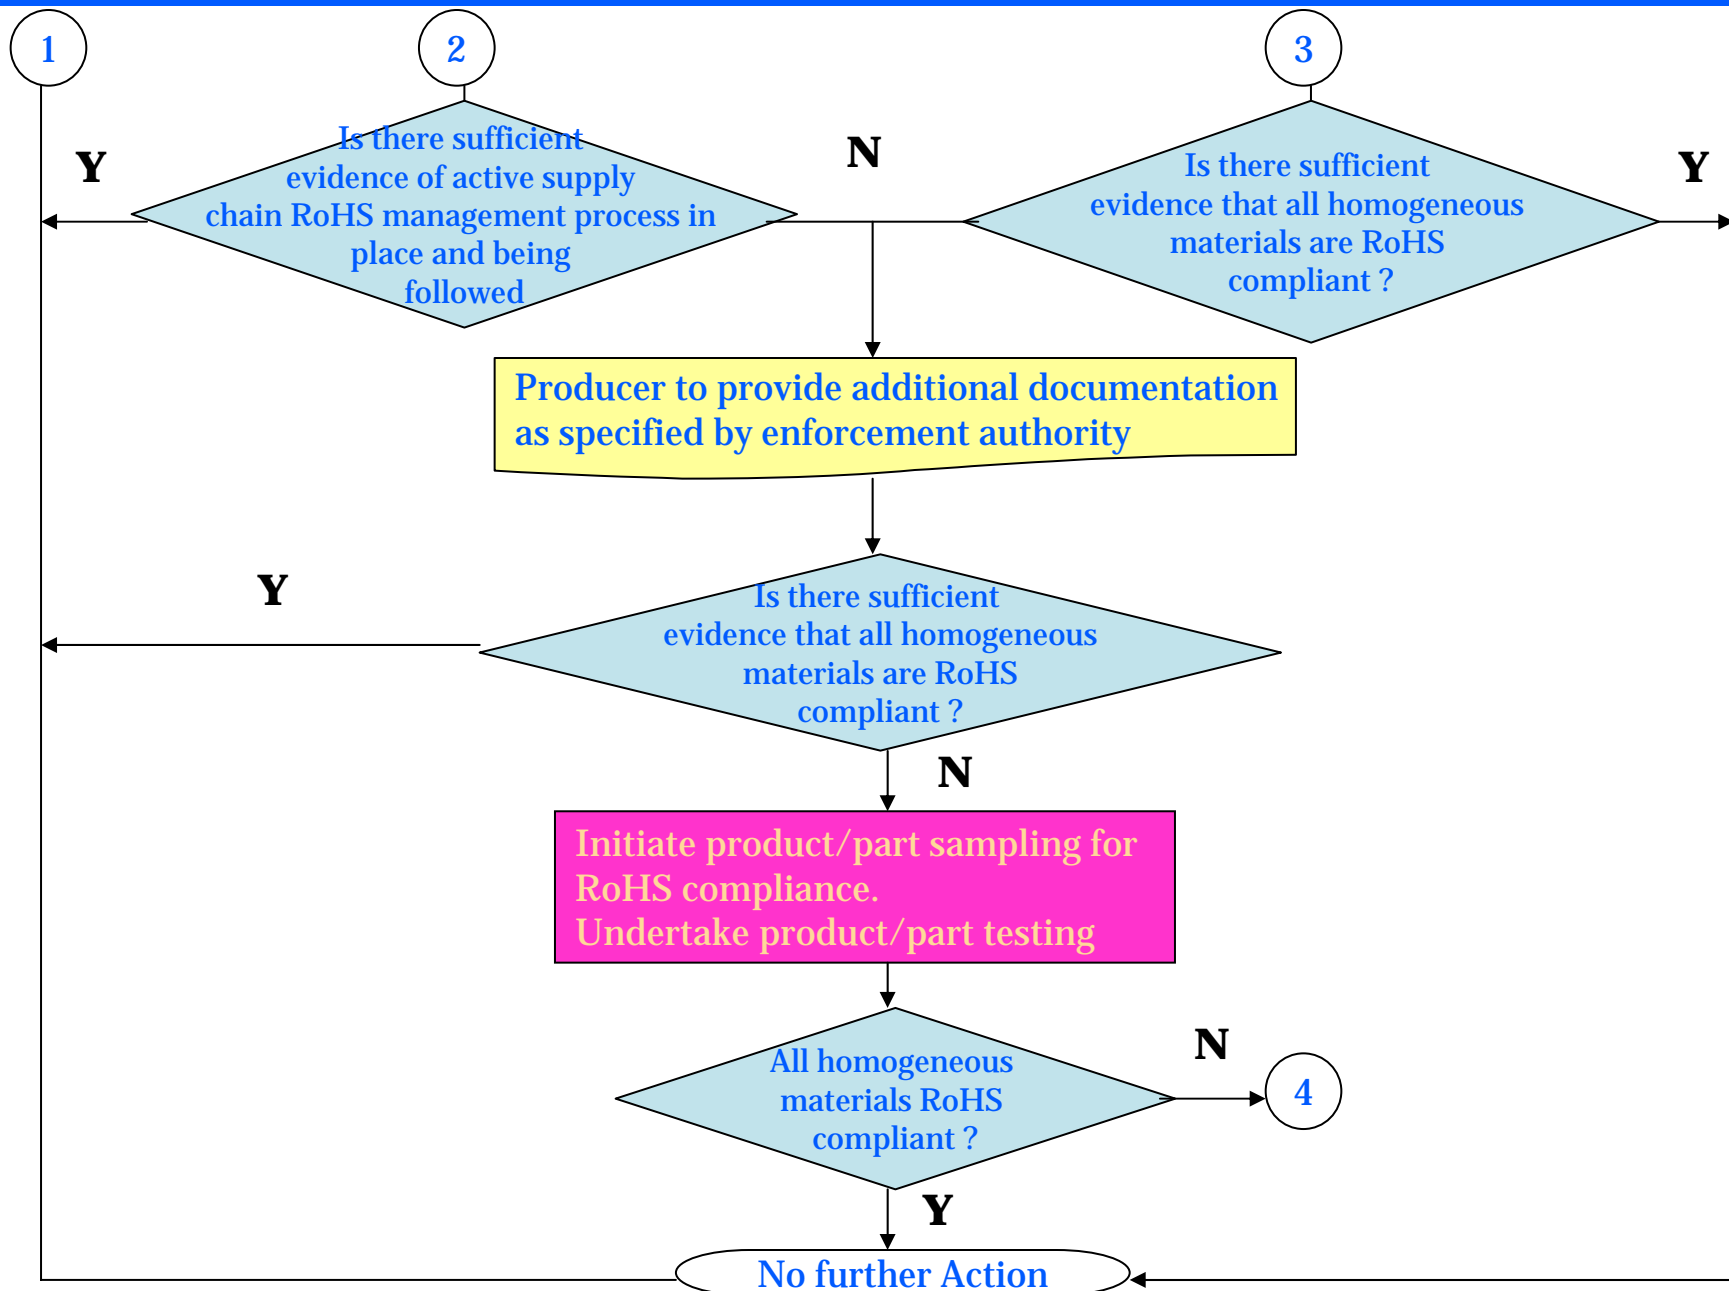 1
2
3
Y
Is there sufficient
evidence of active supply
chain RoHS management process in
place and being
followed
N
Is there sufficient
evidence that all homogeneous
materials are RoHS
compliant ?
Y
Producer to provide additional documentation
as specified by enforcement authority
Y
Is there sufficient
evidence that all homogeneous
materials are RoHS
compliant ?
N
Initiate product/part sampling for
RoHS compliance.
Undertake product/part testing
All homogeneous
materials RoHS
compliant ?
N
4
Y
No further Action